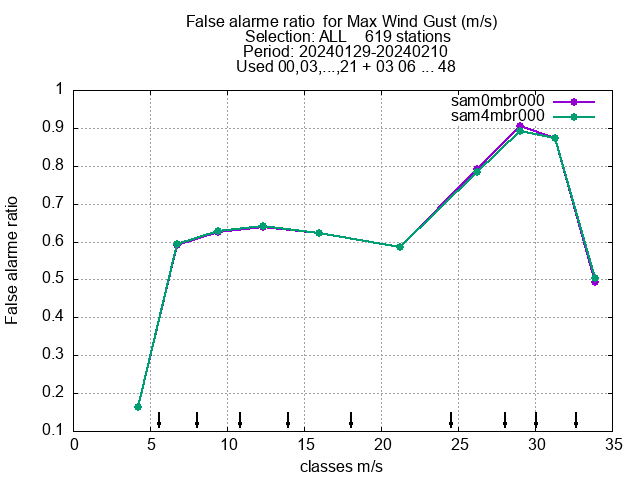 False alarme ratio  for Max Wind Gust (m/s)
Selection: ALL    619 stations
Period: 20240129-20240210
Used 00,03,...,21 + 03 06 ... 48
sam0mbr000
sam4mbr000
False alarme ratio
1
0.9
0.8
0.7
0.6
0.5
0.4
0.3
0.2
0.1
0 5 10 15 20 25 30 35
classes m/s